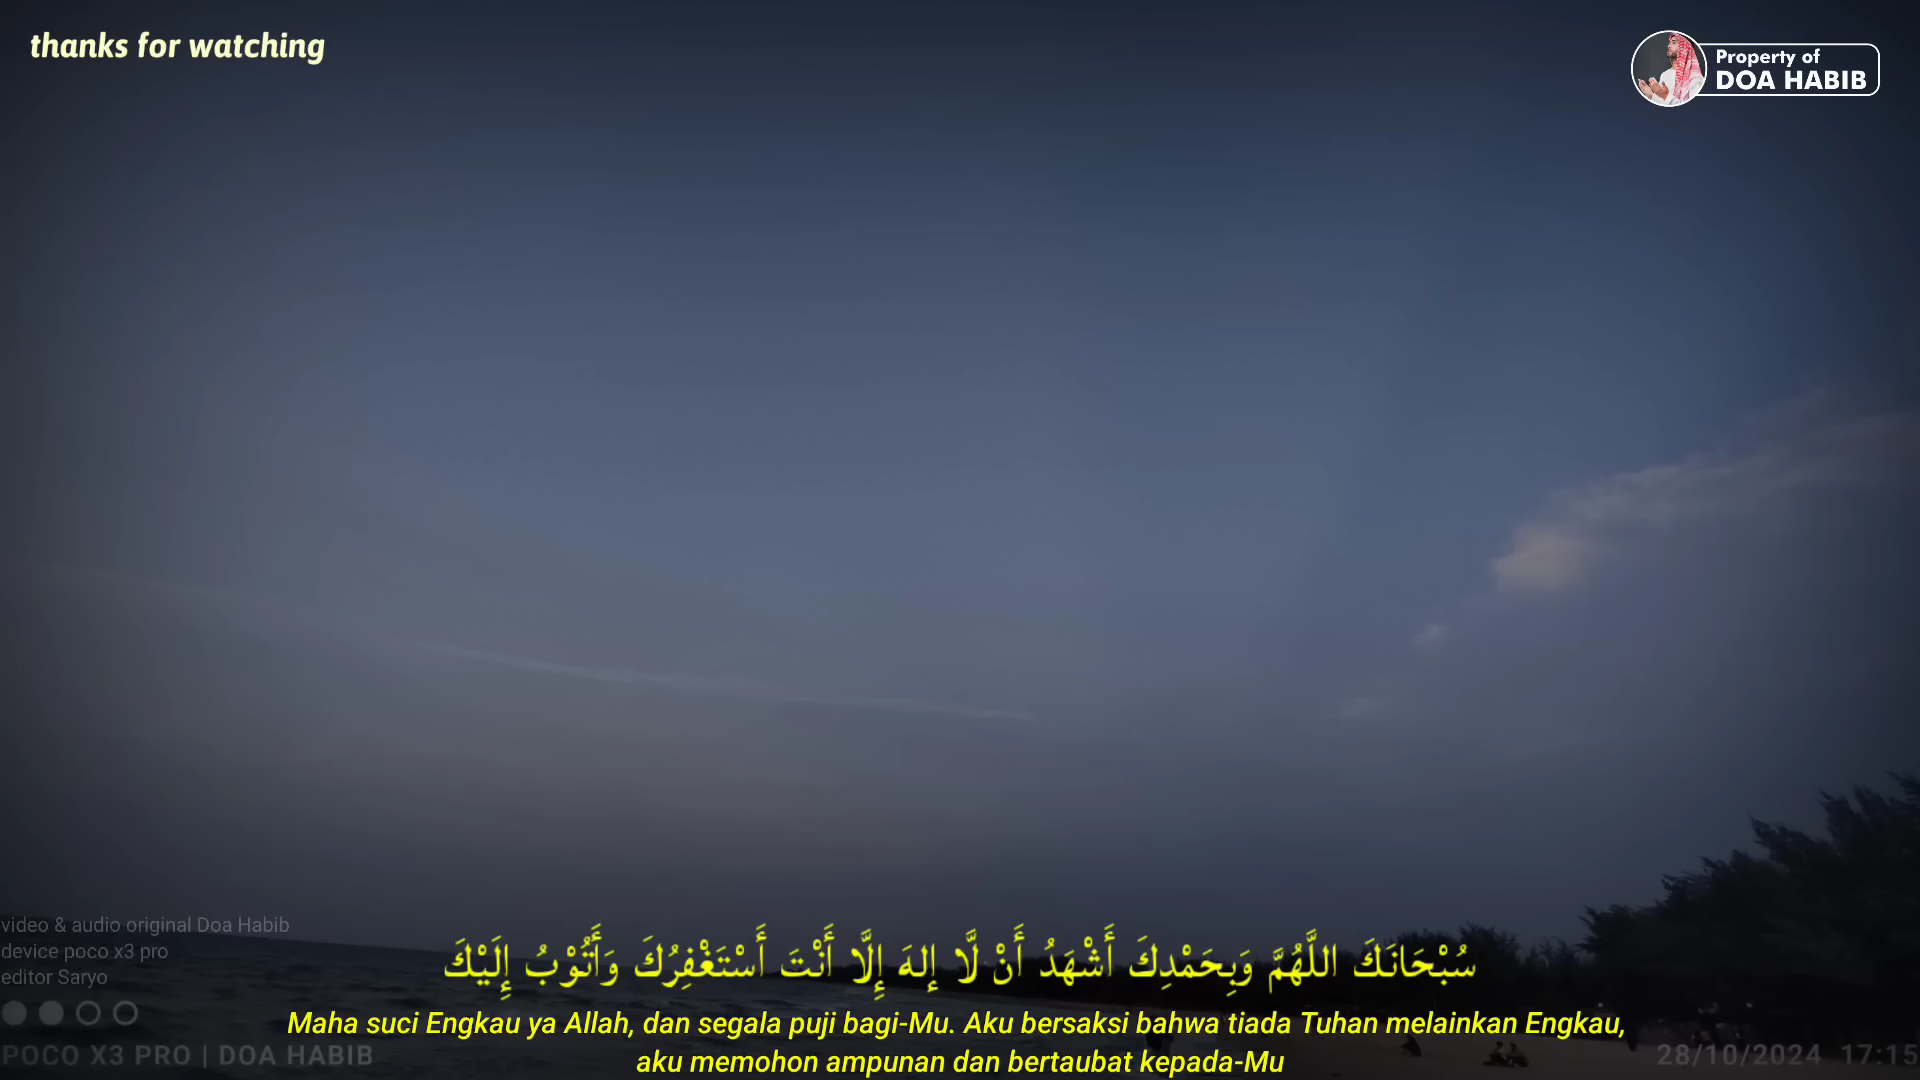 thanks for watching
Property of
DOA HABIB
video & audio original Doa Habib
device poco x3 pro
editor Saryo
سُبْحَانَكَ اللَّهُمَّ وَبِحَمْدِكَ أَشْهَدُ أَنْ لَّا إِلهَ إِلَّا أَنْتَ أَسْتَغْفِرُكَ وَأَتُوْبُ إِلَيْكَ
Maha suci Engkau ya Allah, dan segala puji bagi-Mu. Aku bersaksi bahwa tiada Tuhan melainkan Engkau,
aku memohon ampunan dan bertaubat kepada-Mu
POCO X3 PRO | DOA HABIB
28/10/2024 17:15